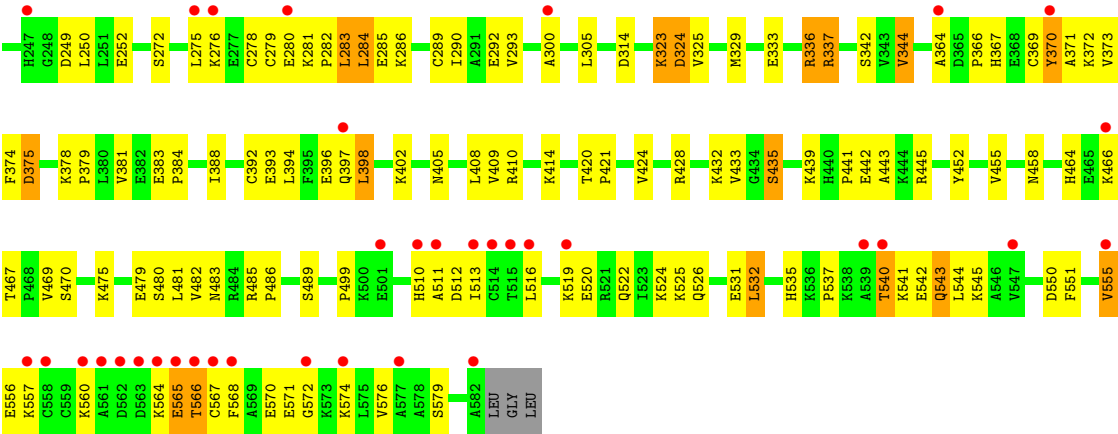 H247 G248 D249 L250 L251 E252 S272 L275 K276 E277 C278 C279 E280 K281 P282 L283 L284 E285 K286 C289 I290 A291 E292 V293 A300 L305 D314 K323 D324 V325 M329 E333 R336 R337 S342 V343 V344 A364 D365 P366 H367 E368 C369 Y370 A371 K372 V373
F374 D375 K378 P379 L380 V381 E382 E383 P384 I388 C392 E393 L394 F395 E396 Q397 L398 K402 N405 L408 V409 R410 K414 T420 P421 V424 R428 K432 V433 G434 S435 K439 H440 P441 E442 A443 K444 R445 Y452 V455 N458 H464 E465 K466
T467 P468 V469 S470 K475 E479 S480 L481 V482 N483 R484 R485 P486 S489 P499 K500 E501 H510 A511 D512 I513 C514 T515 L516 K519 E520 R521 Q522 I523 K524 K525 Q526 E531 L532 H535 K536 P537 K538 A539 T540 K541 E542 Q543 L544 K545 A546 V547 D550 F551 V555
E556 K557 C558 C559 K560 A561 D562 D563 K564 E565 T566 C567 F568 A569 E570 E571 G572 K573 K574 L575 V576 A577 A578 S579 A582 LEU GLY LEU